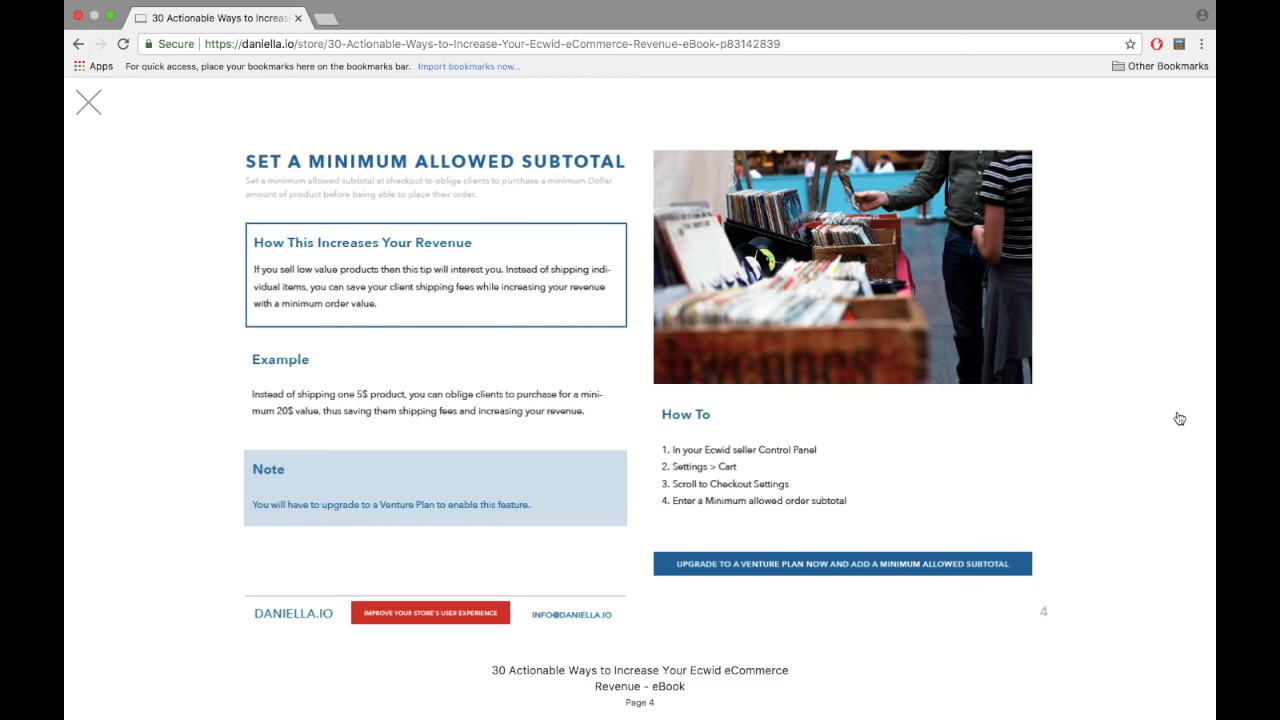 30 Actionable Ways to Increas
Secure
https://daniella.io/store/30-Actionable-Ways-to-Increase-Your-Ecwid-eCommerce-Revenue-eBook-p83142839
Apps
For quick access, place your bookmarks here on the bookmarks bar. Import bookmarks now...
Other Bookmarks
SET A MINIMUM ALLOWED SUBTOTAL
Set a minimum allowed subtotal at checkout to oblige clients to purchase a minimum Dollar
amount of product before being able to place their order.
How This Increases Your Revenue
If you sell low value products then this tip will interest you. Instead of shipping indi-
vidual items, you can save your client shipping fees while increasing your revenue
with a minimum order value.
Example
Instead of shipping one 5$ product, you can oblige clients to purchase for a mini-
mum 20$ value, thus saving them shipping fees and increasing your revenue.
Note
You will have to upgrade to a Venture Plan to enable this feature.
How To
1. In your Ecwid seller Control Panel
2. Settings > Cart
3. Scroll to Checkout Settings
4. Enter a Minimum allowed order subtotal
UPGRADE TO A VENTURE PLAN NOW AND ADD A MINIMUM ALLOWED SUBTOTAL
DANIELLA.IO
IMPROVE YOUR STORE'S USER EXPERIENCE
INFO@DANIELLA.IO
4
30 Actionable Ways to Increase Your Ecwid eCommerce
Revenue - eBook
Page 4